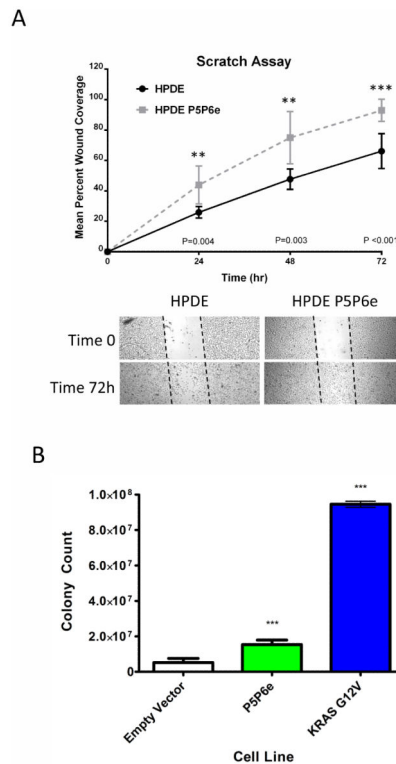 A
Scratch Assay
HPDE
HPDE P5P6e
Mean Percent Wound Coverage
120
100
80
60
40
20
0
**
**
***
P=0.004
P=0.003
P <0.001
0
24
48
72
Time (hr)
HPDE
HPDE P5P6e
Time 0
Time 72h
B
Colony Count
1.0×10⁸
8.0×10⁷
6.0×10⁷
4.0×10⁷
2.0×10⁷
0
***
***
Empty Vector
P5P6e
KRAS G12V
Cell Line